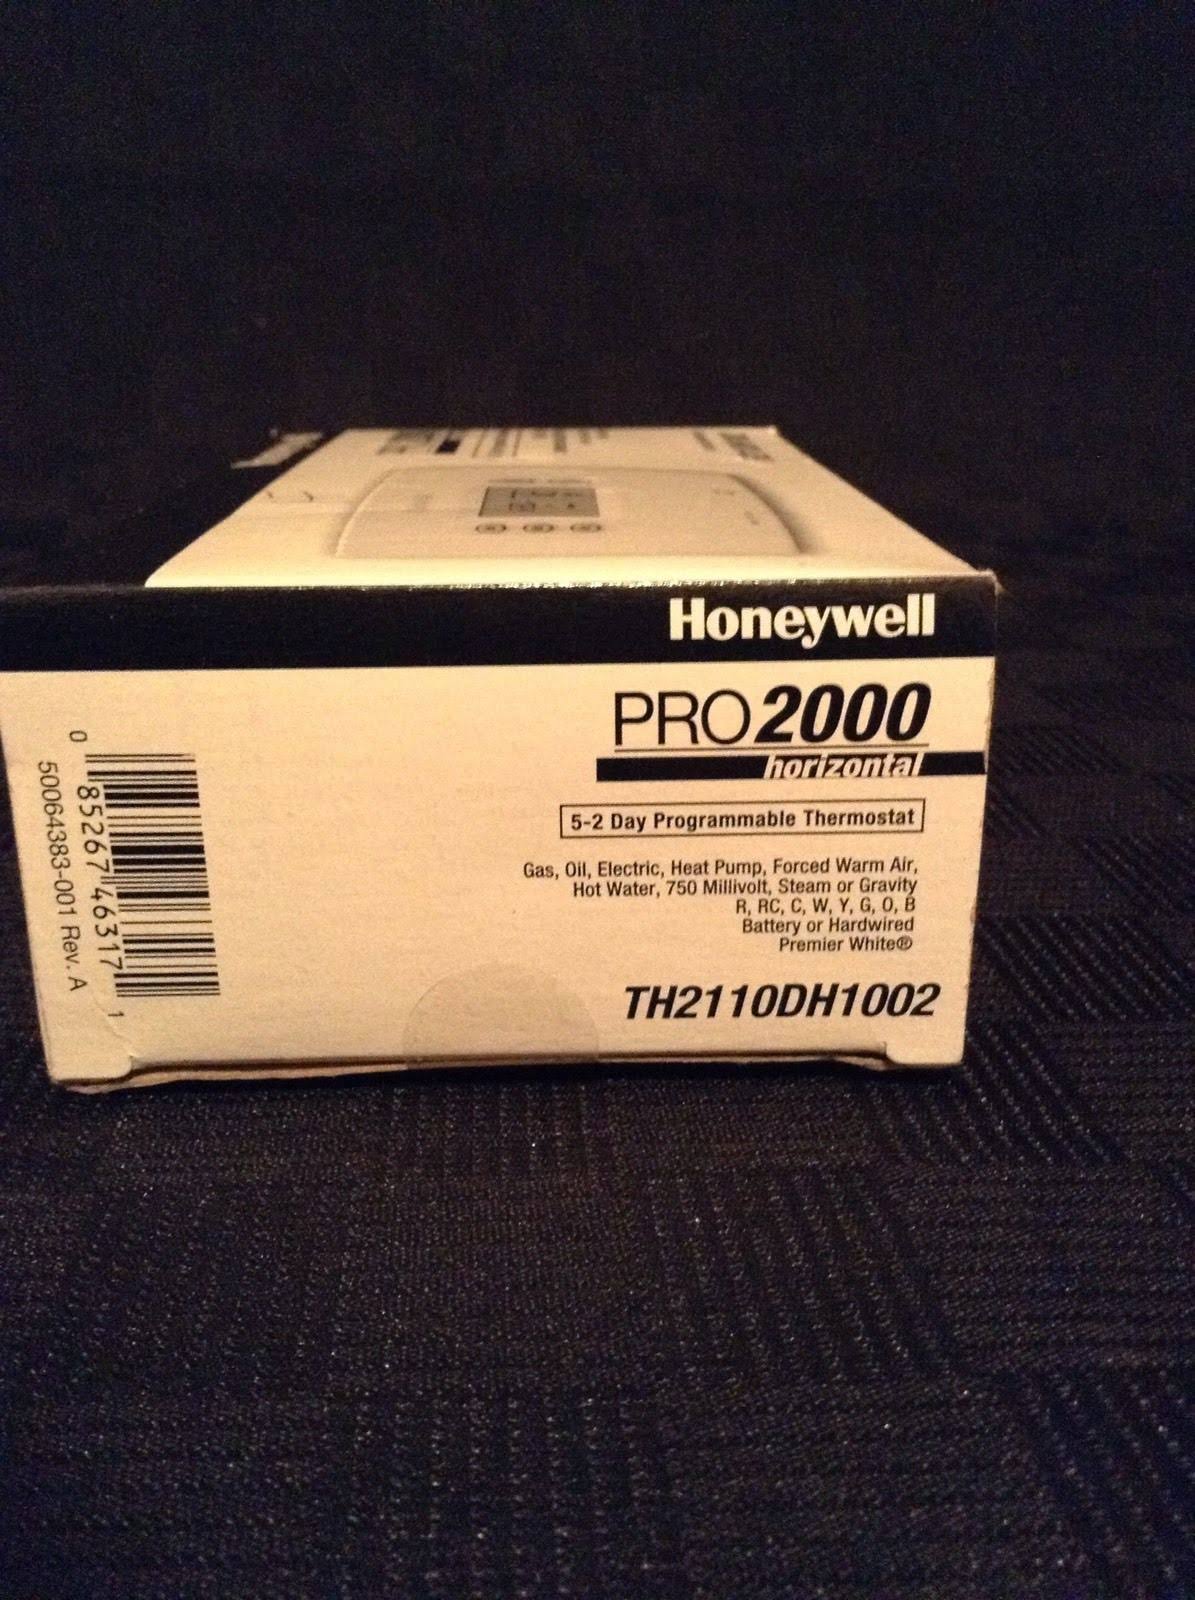 Honeywell
PRO2000
horizontal
5-2 Day Programmable Thermostat
Gas, Oil, Electric, Heat Pump, Forced Warm Air,
Hot Water, 750 Millivolt, Steam or Gravity
R, RC, C, W, Y, G, O, B
Battery or Hardwired
Premier White®
TH2110DH1002
0 85267 46317 1
50064383-001 Rev. A